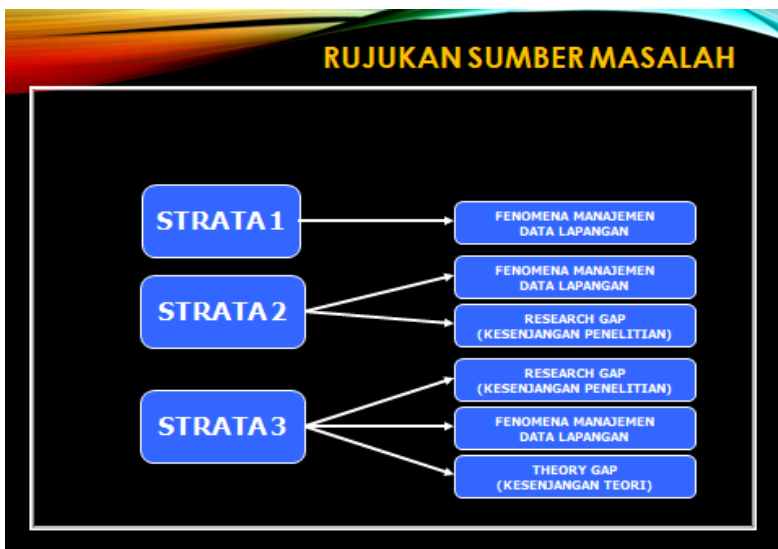 RUJUKAN SUMBER MASALAH
STRATA 1
FENOMENA MANAJEMEN
DATA LAPANGAN
STRATA 2
FENOMENA MANAJEMEN
DATA LAPANGAN
RESEARCH GAP
(KESENJANGAN PENELITIAN)
STRATA 3
RESEARCH GAP
(KESENJANGAN PENELITIAN)
FENOMENA MANAJEMEN
DATA LAPANGAN
THEORY GAP
(KESENJANGAN TEORI)